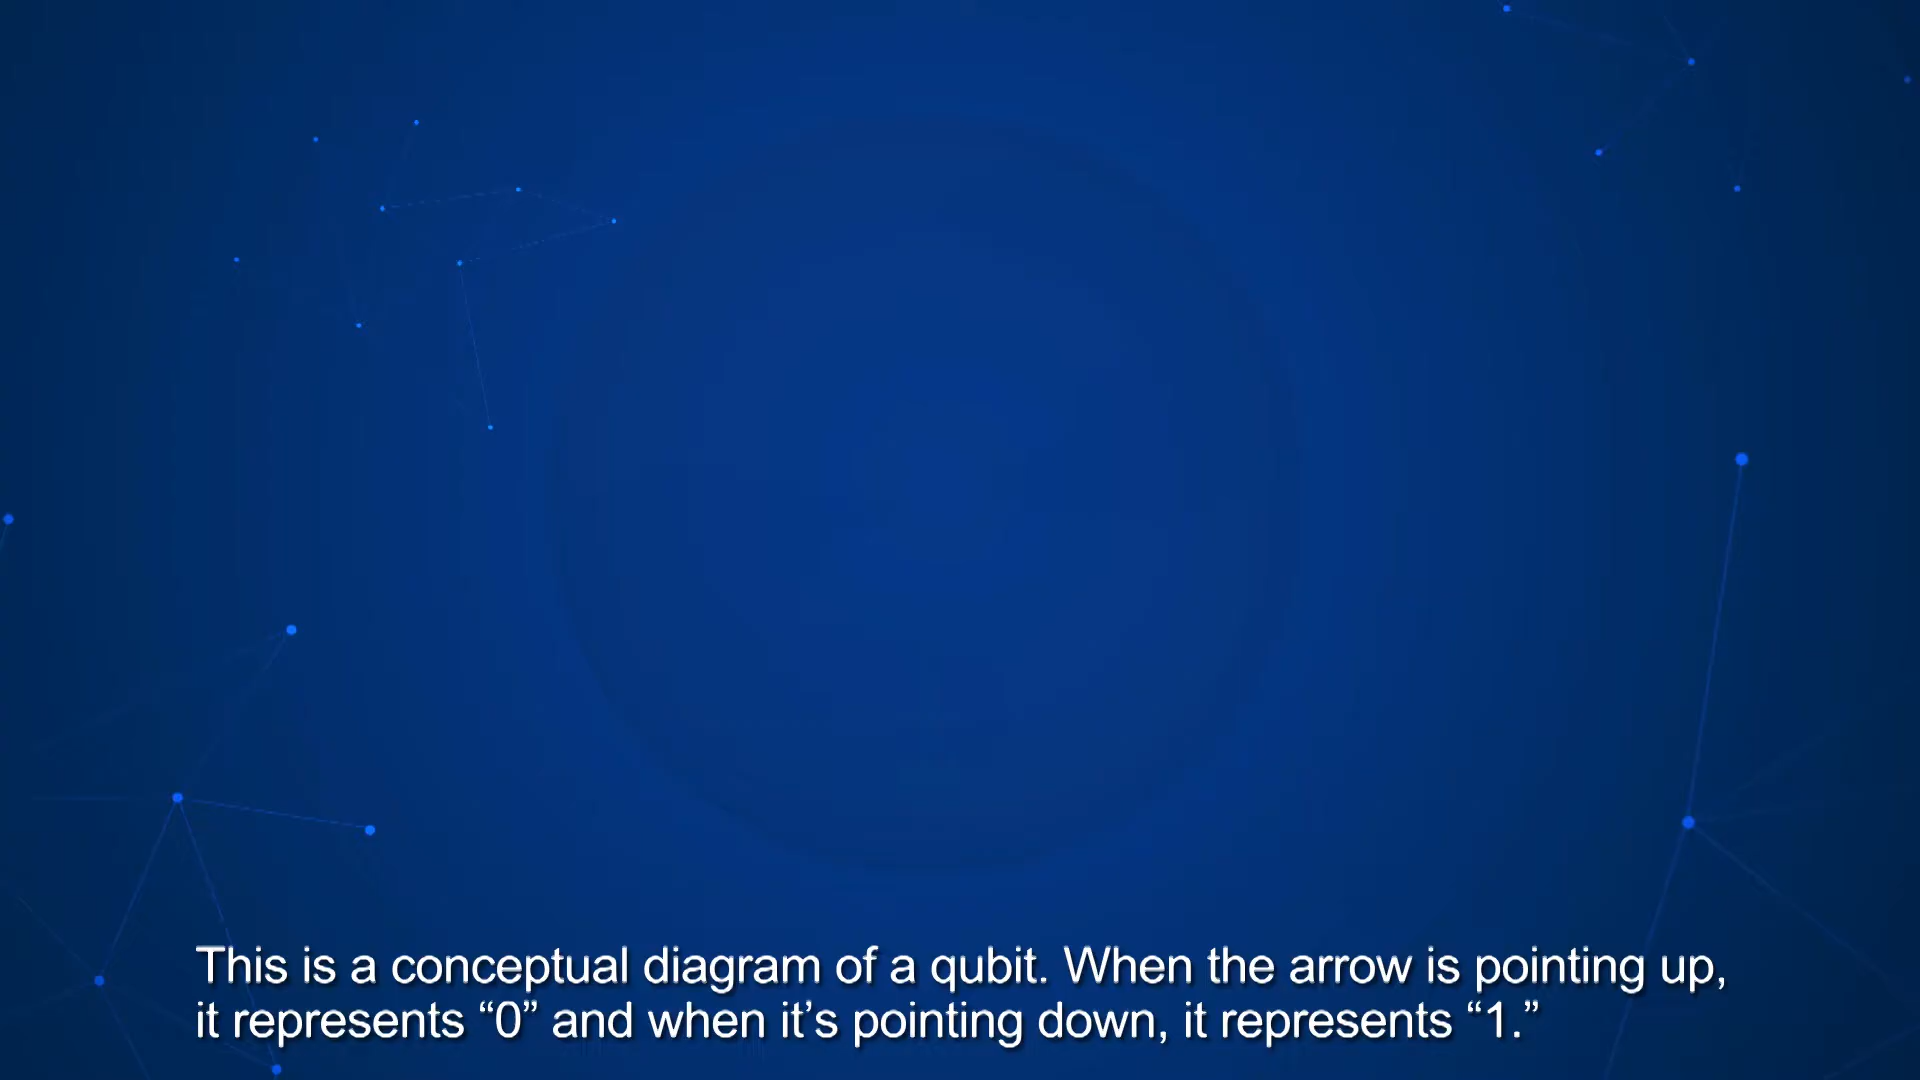 This is a conceptual diagram of a qubit. When the arrow is pointing up,
it represents “0” and when it’s pointing down, it represents “1.”